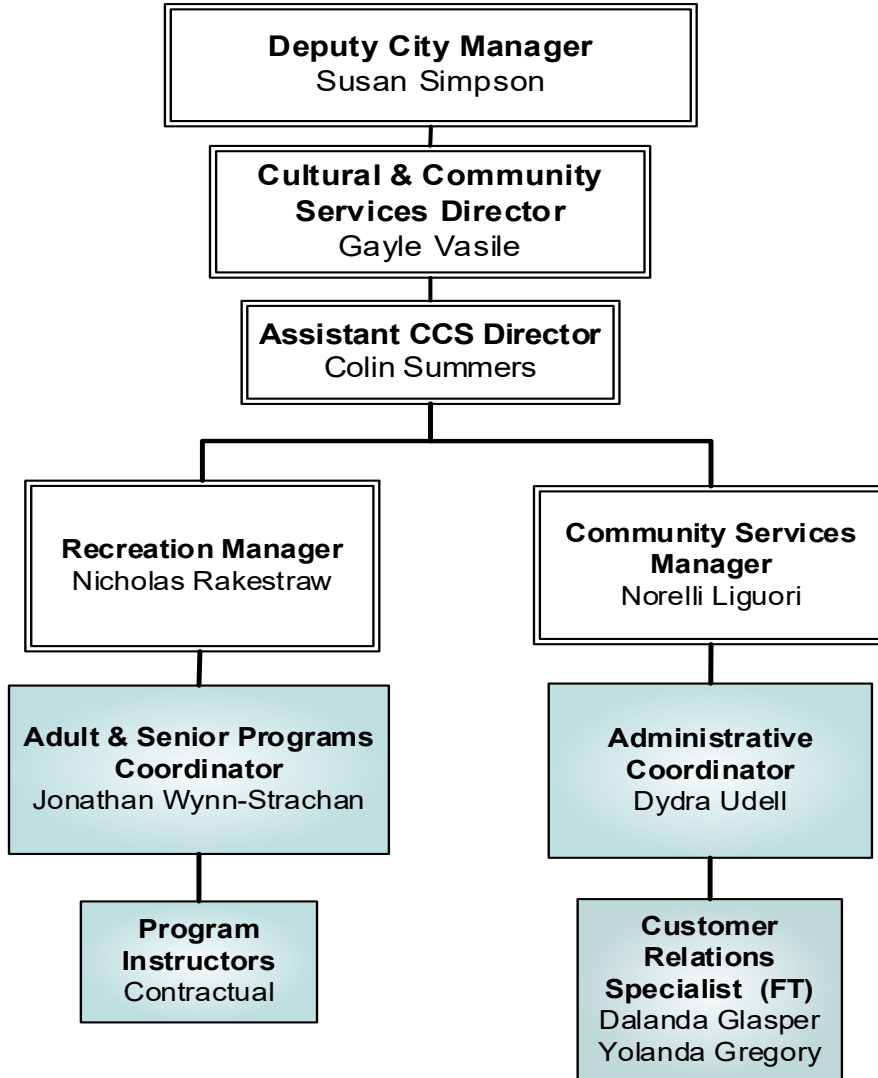 Deputy City Manager
Susan Simpson
Cultural & Community
Services Director
Gayle Vasile
Assistant CCS Director
Colin Summers
Recreation Manager
Nicholas Rakestraw
Community Services
Manager
Norelli Liguori
Adult & Senior Programs
Coordinator
Jonathan Wynn-Strachan
Administrative
Coordinator
Dydra Udell
Program
Instructors
Contractual
Customer
Relations
Specialist (FT)
Dalanda Glasper
Yolanda Gregory